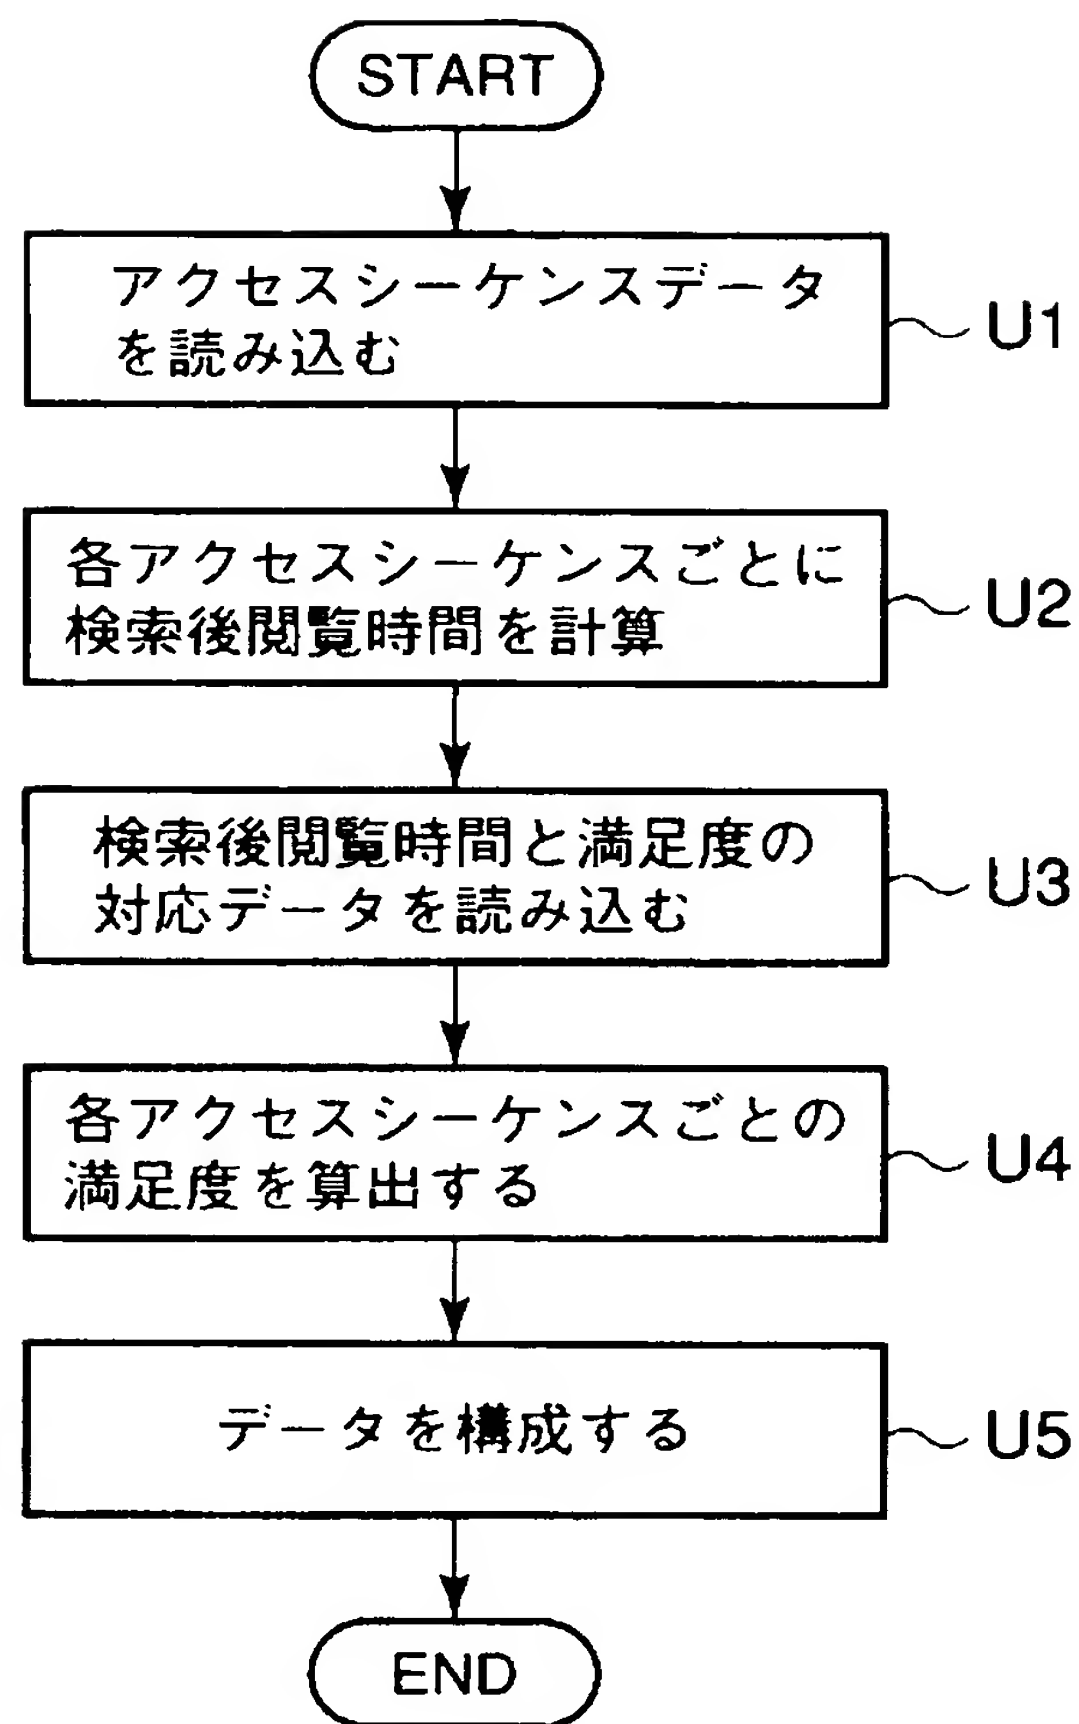 START
アクセスシーケンスデータ
を読み込む
U1
各アクセスシーケンスごとに
検索後閲覧時間を計算
U2
検索後閲覧時間と満足度の
対応データを読み込む
U3
各アクセスシーケンスごとの
満足度を算出する
U4
データを構成する
U5
END